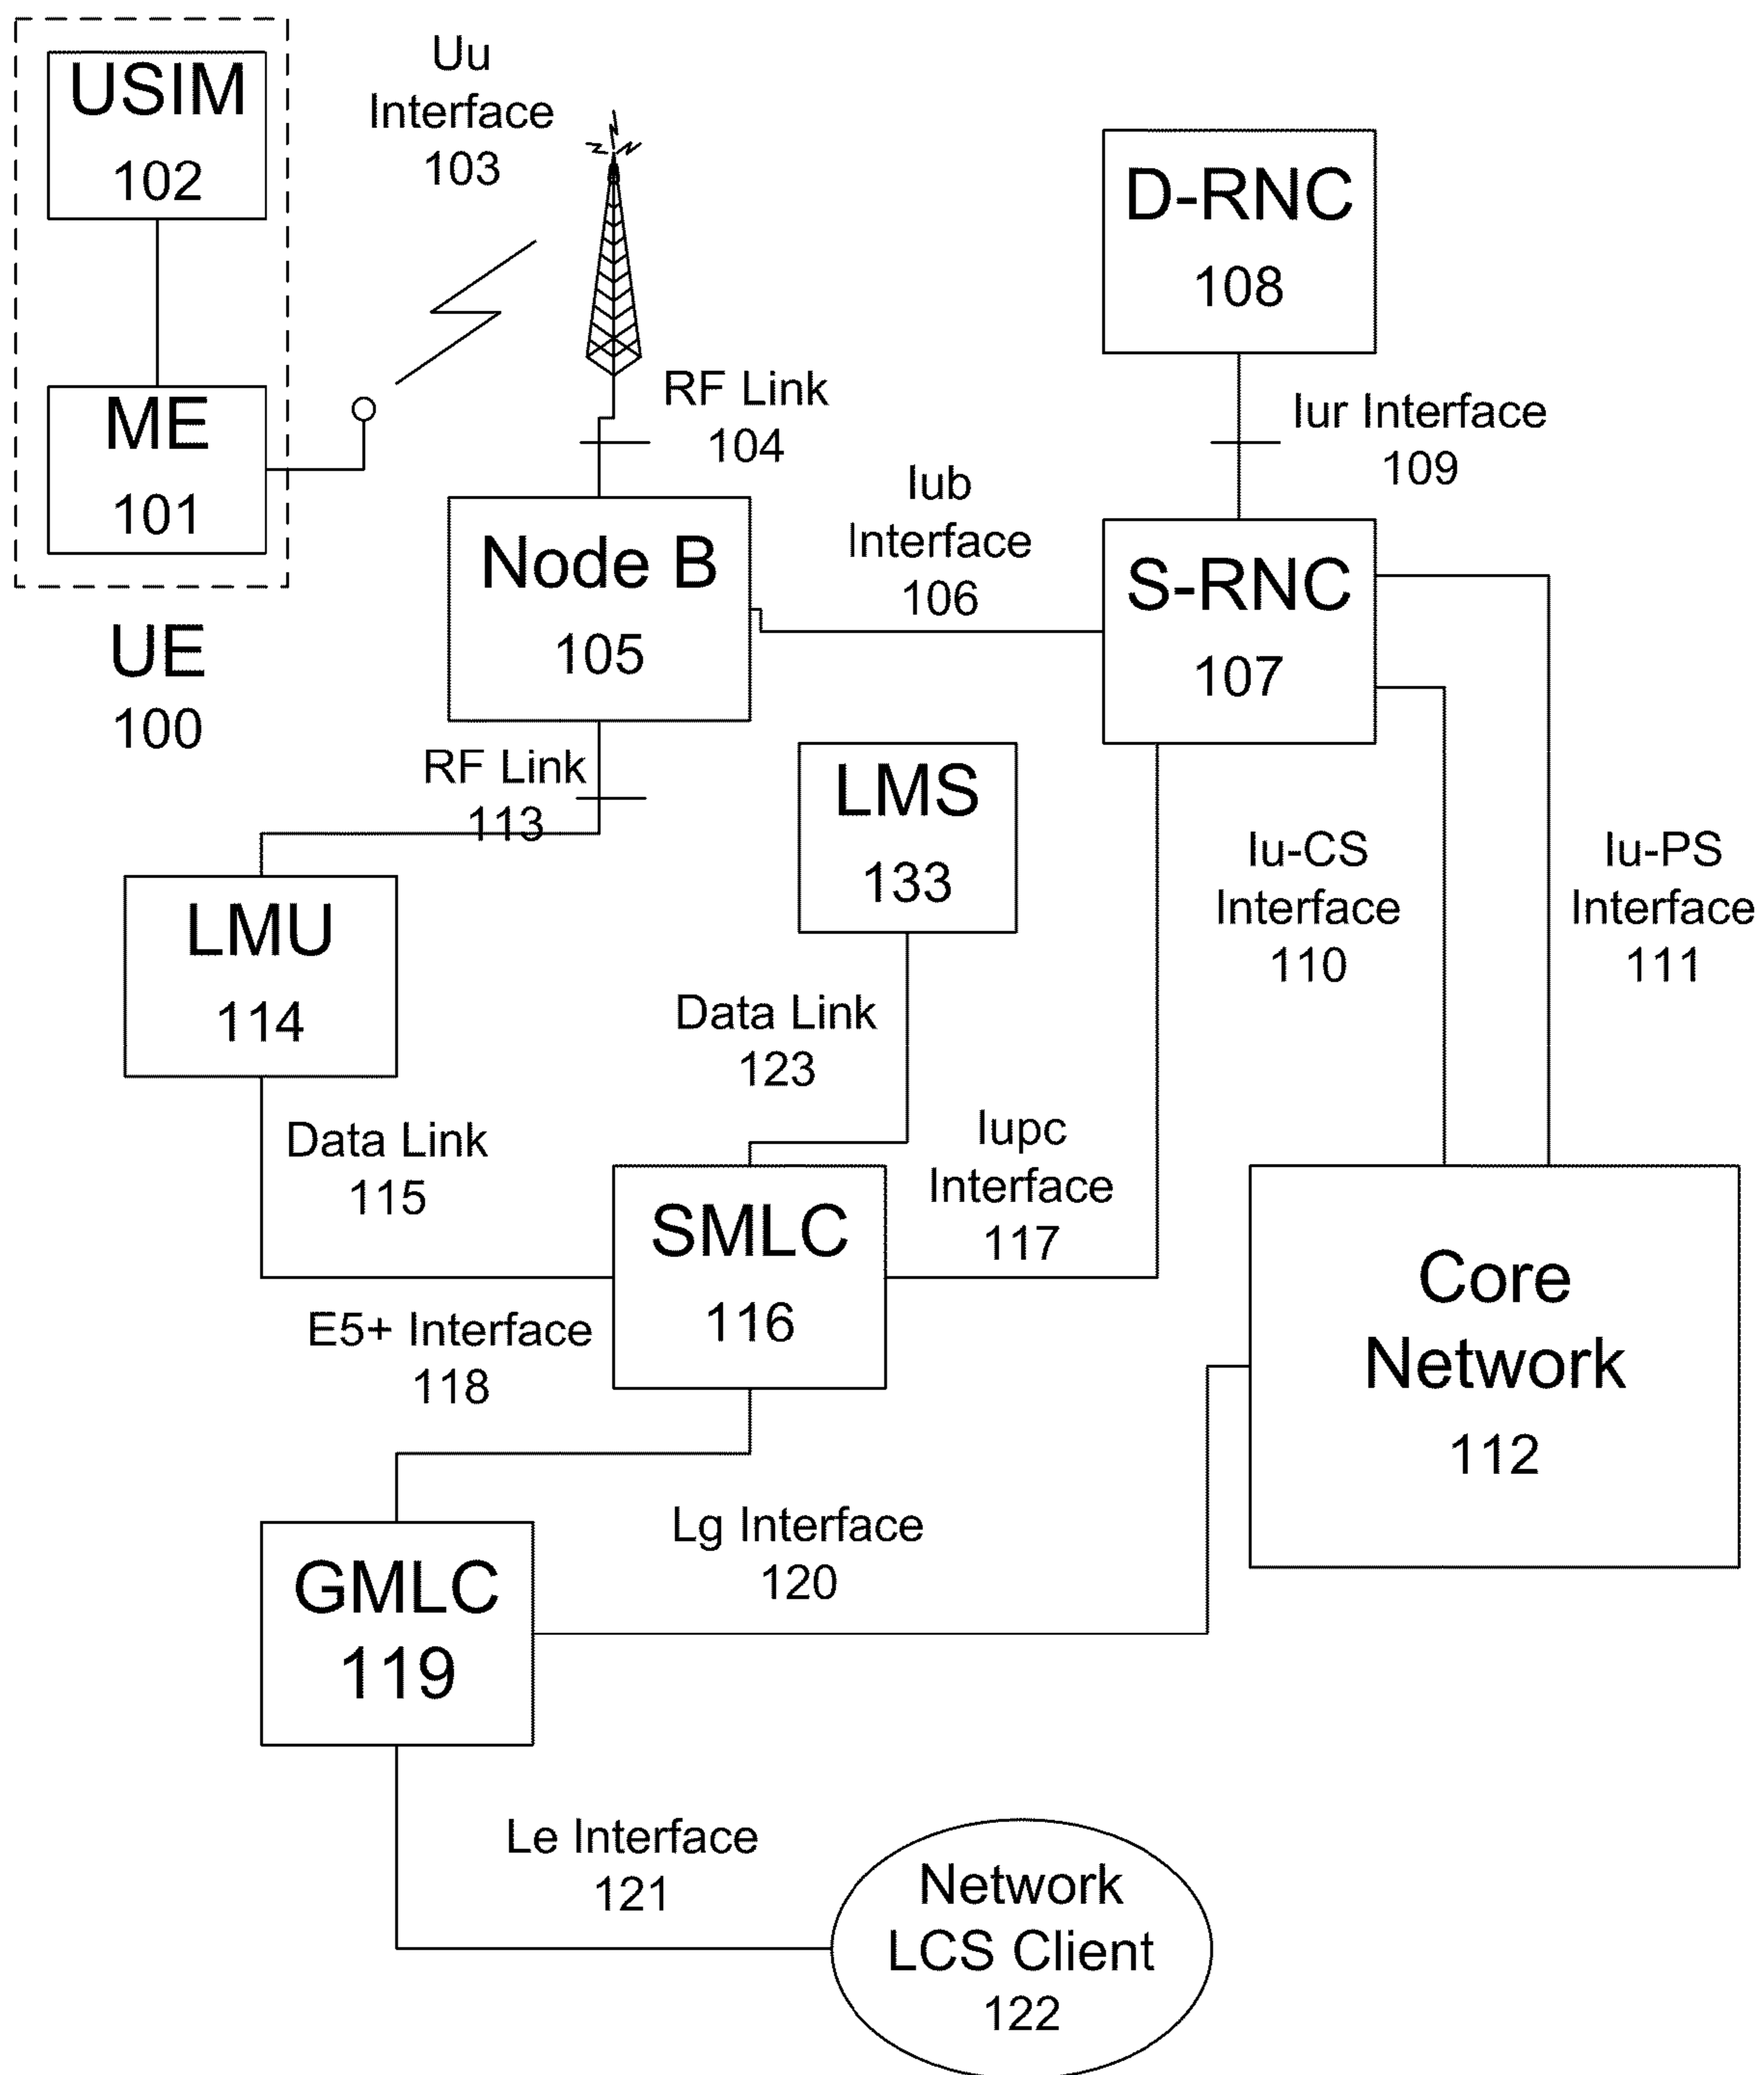 USIM
102
Uu
Interface
103
D-RNC
108
ME
101
RF Link
104
Iur Interface
109
Iub
Interface
106
Node B
105
S-RNC
107
UE
100
RF Link
113
LMS
133
Iu-CS
Interface
110
Iu-PS
Interface
111
LMU
114
Data Link
123
Data Link
115
Iupc
Interface
117
SMLC
116
E5+ Interface
118
Core
Network
112
Lg Interface
120
GMLC
119
Le Interface
121
Network
LCS Client
122